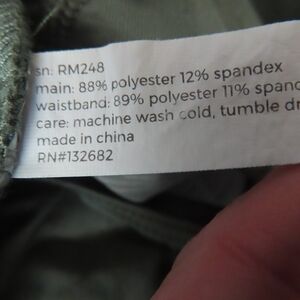 sn: RM248
main: 88% polyester 12% spandex
waistband: 89% polyester 11% spand
care: machine wash cold, tumble dr
made in china
RN#132682